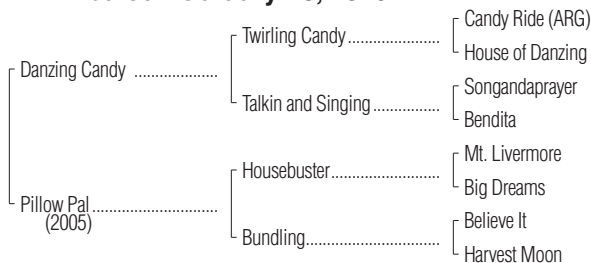 Candy Ride (ARG)
Twirling Candy
House of Danzing
Danzing Candy
Songandaprayer
Talkin and Singing
Bendita
Mt. Livermore
Housebuster
Big Dreams
Pillow Pal
(2005)
Believe It
Bundling
Harvest Moon